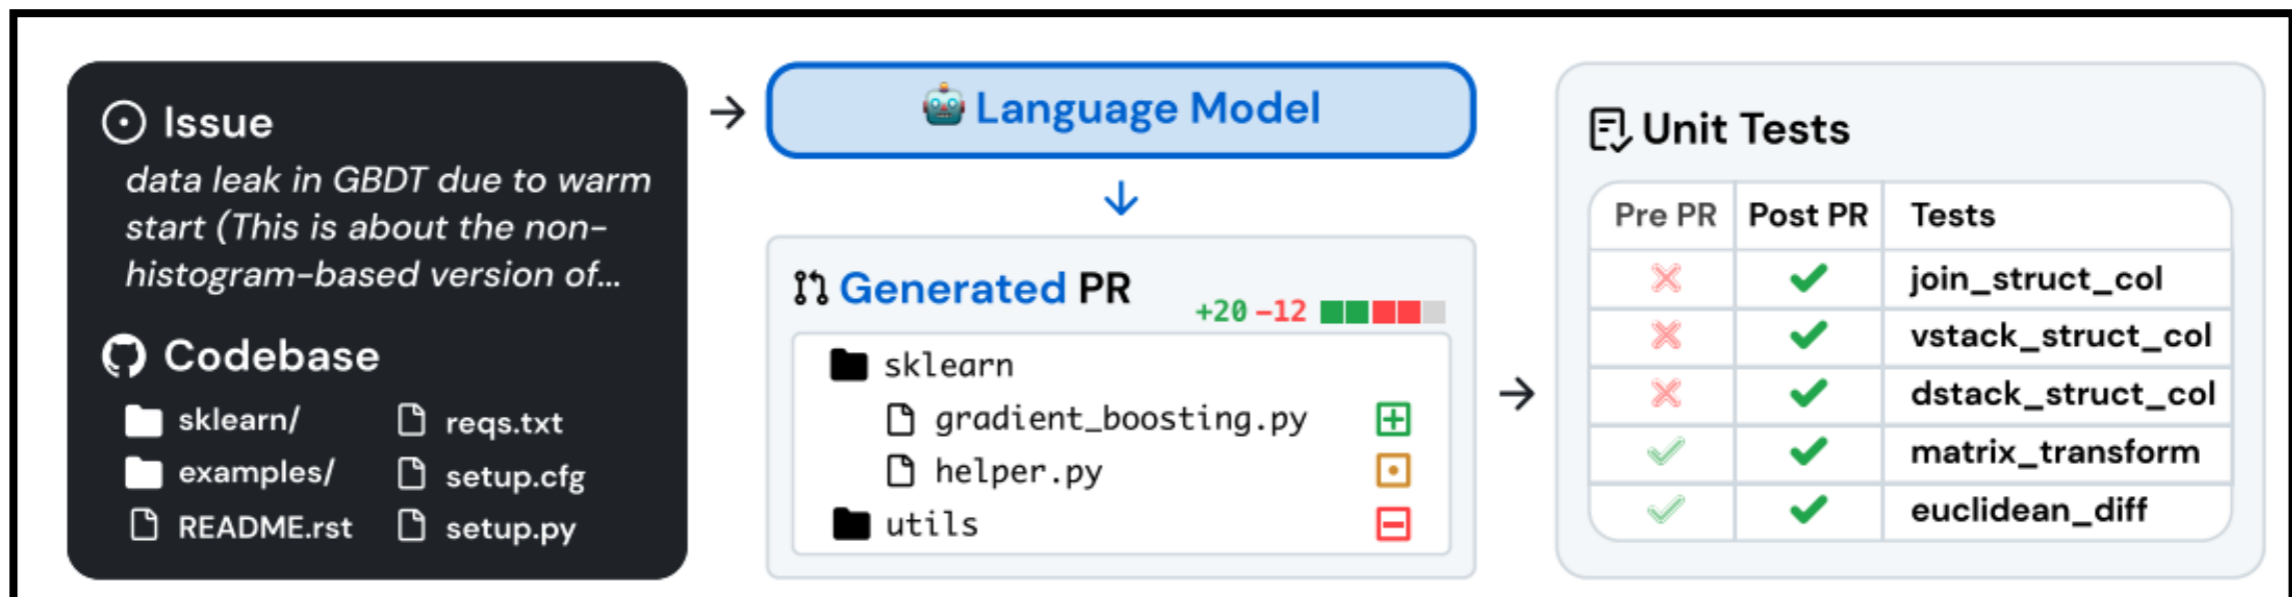 Issue
data leak in GBDT due to warm
start (This is about the non-
histogram-based version of...
Codebase
sklearn/
examples/
README.rst
reqs.txt
setup.cfg
setup.py
Language Model
Generated PR
+20 -12
sklearn
gradient_boosting.py
helper.py
utils
Unit Tests
Pre PR Post PR Tests
join_struct_col
vstack_struct_col
dstack_struct_col
matrix_transform
euclidean_diff